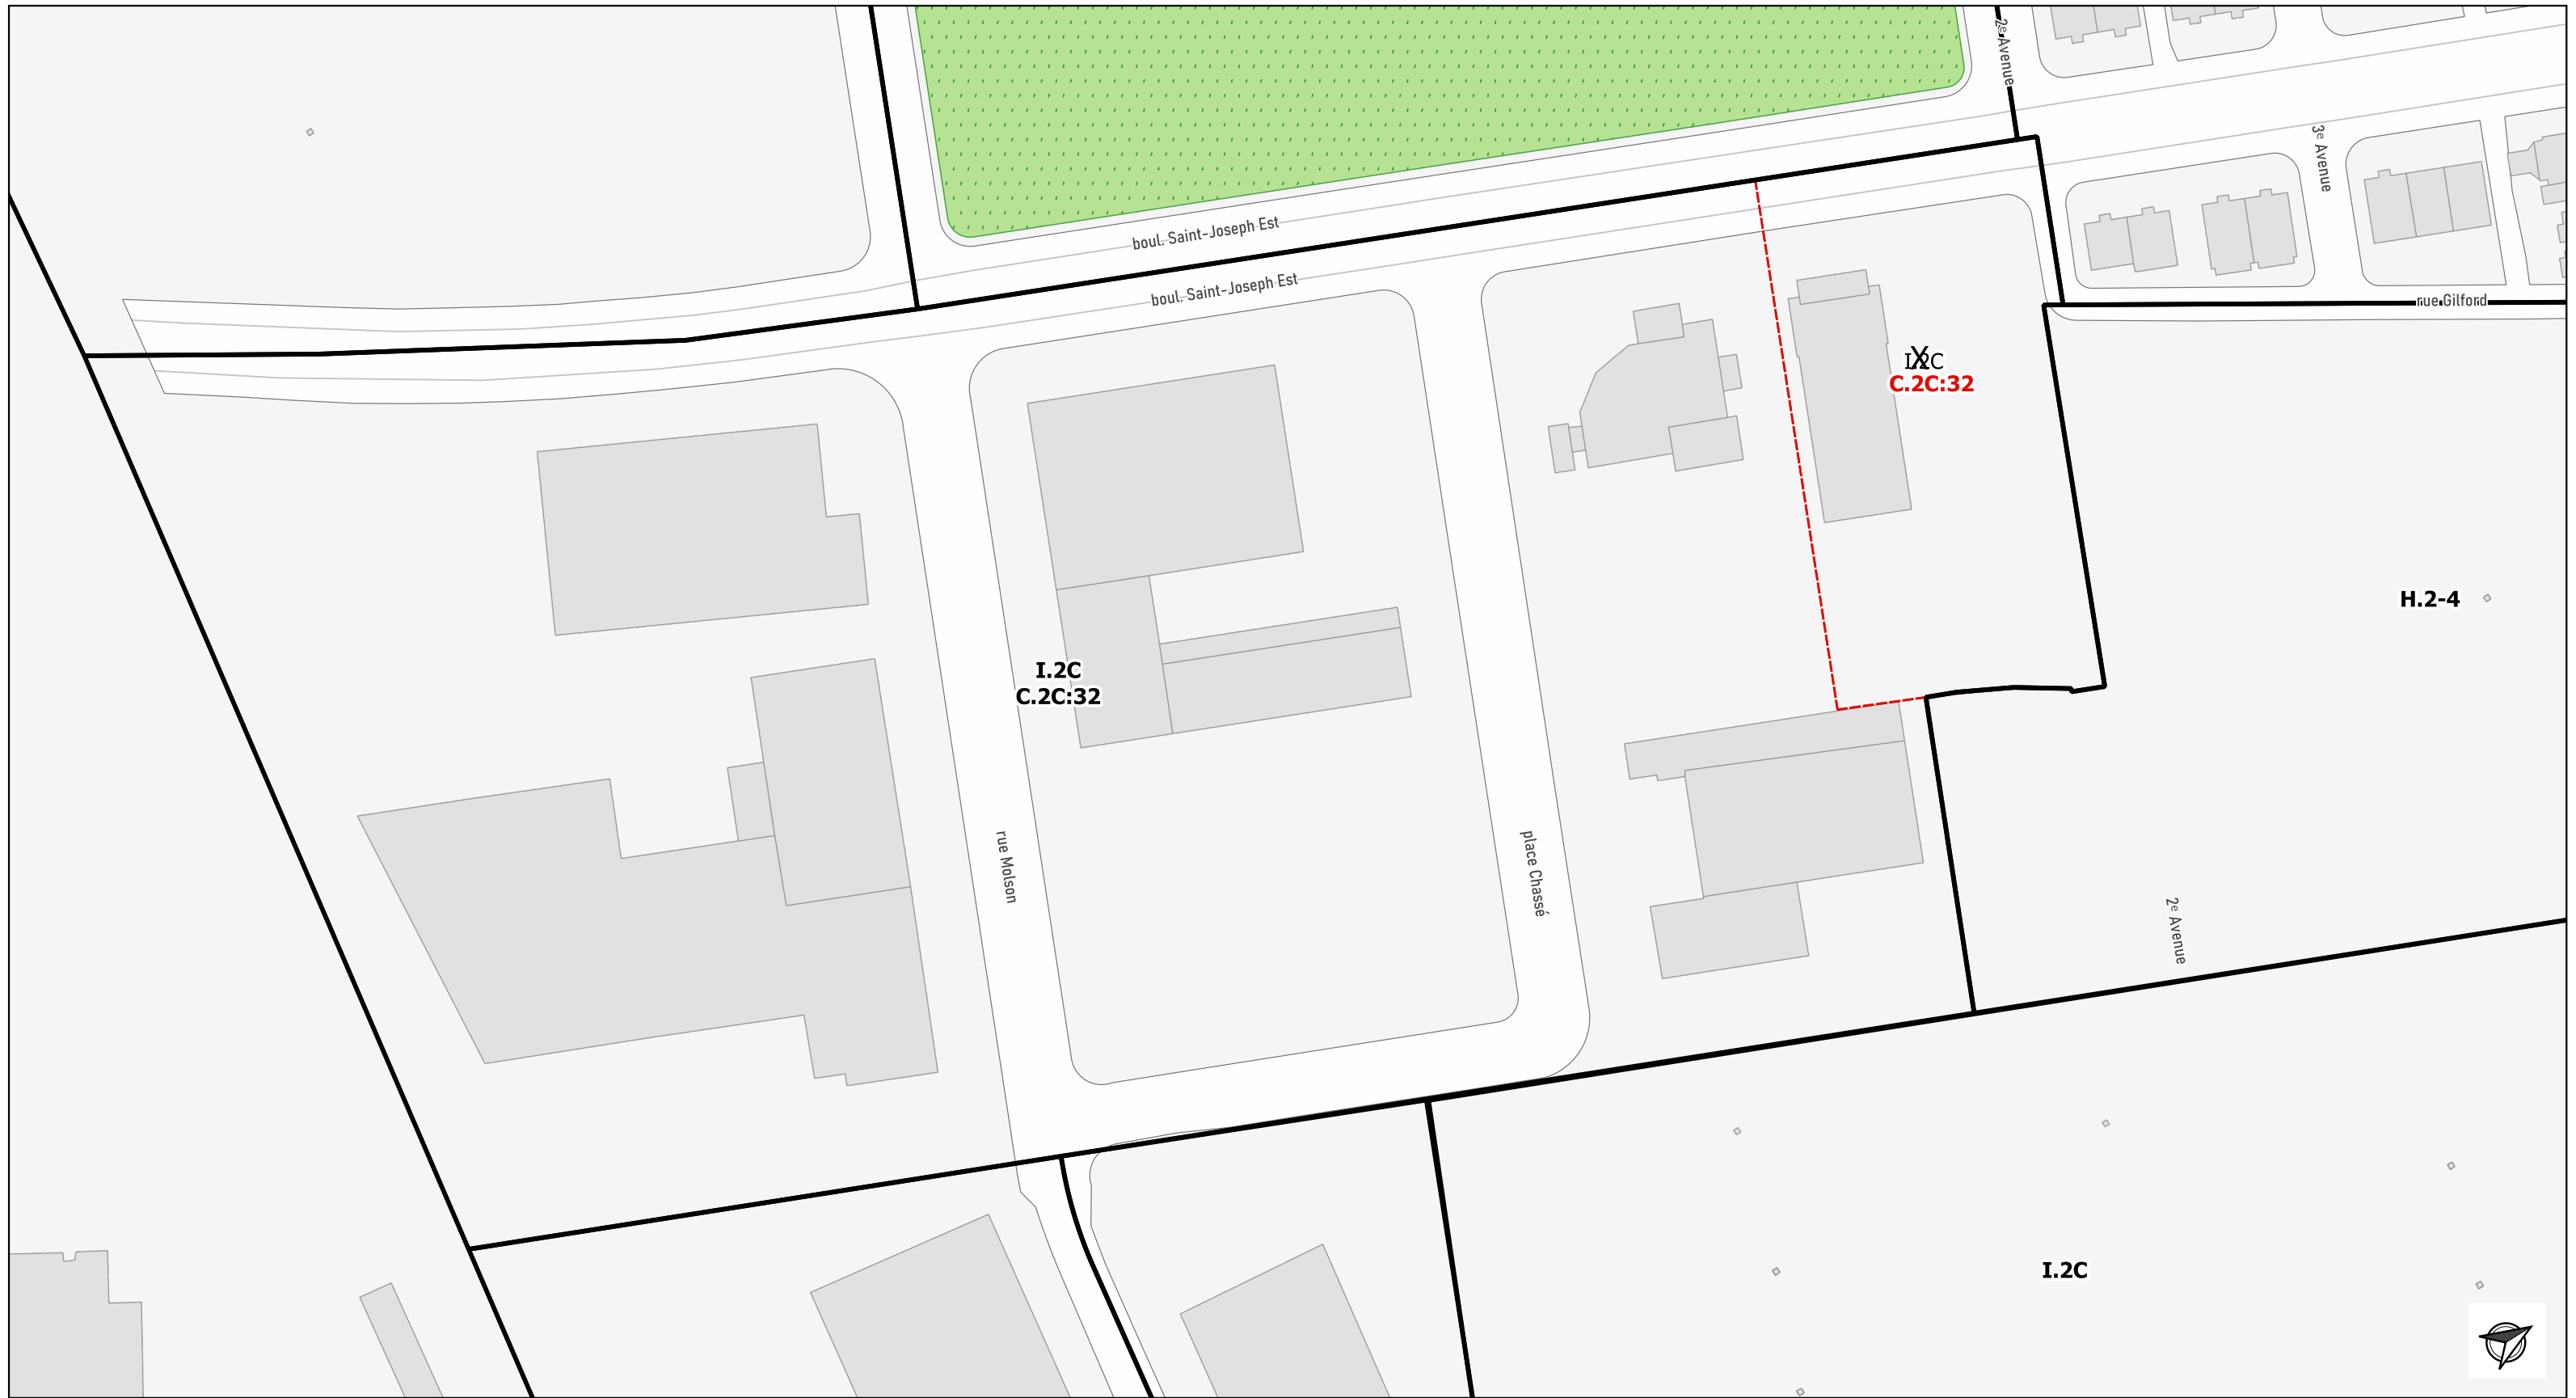 2e Avenue
3e Avenue
boul. Saint-Joseph Est
boul. Saint-Joseph Est
rue Gilford
I.2C
X
C.2C:32
H.2-4
I.2C
C.2C:32
rue Molson
place Chassé
2e Avenue
I.2C